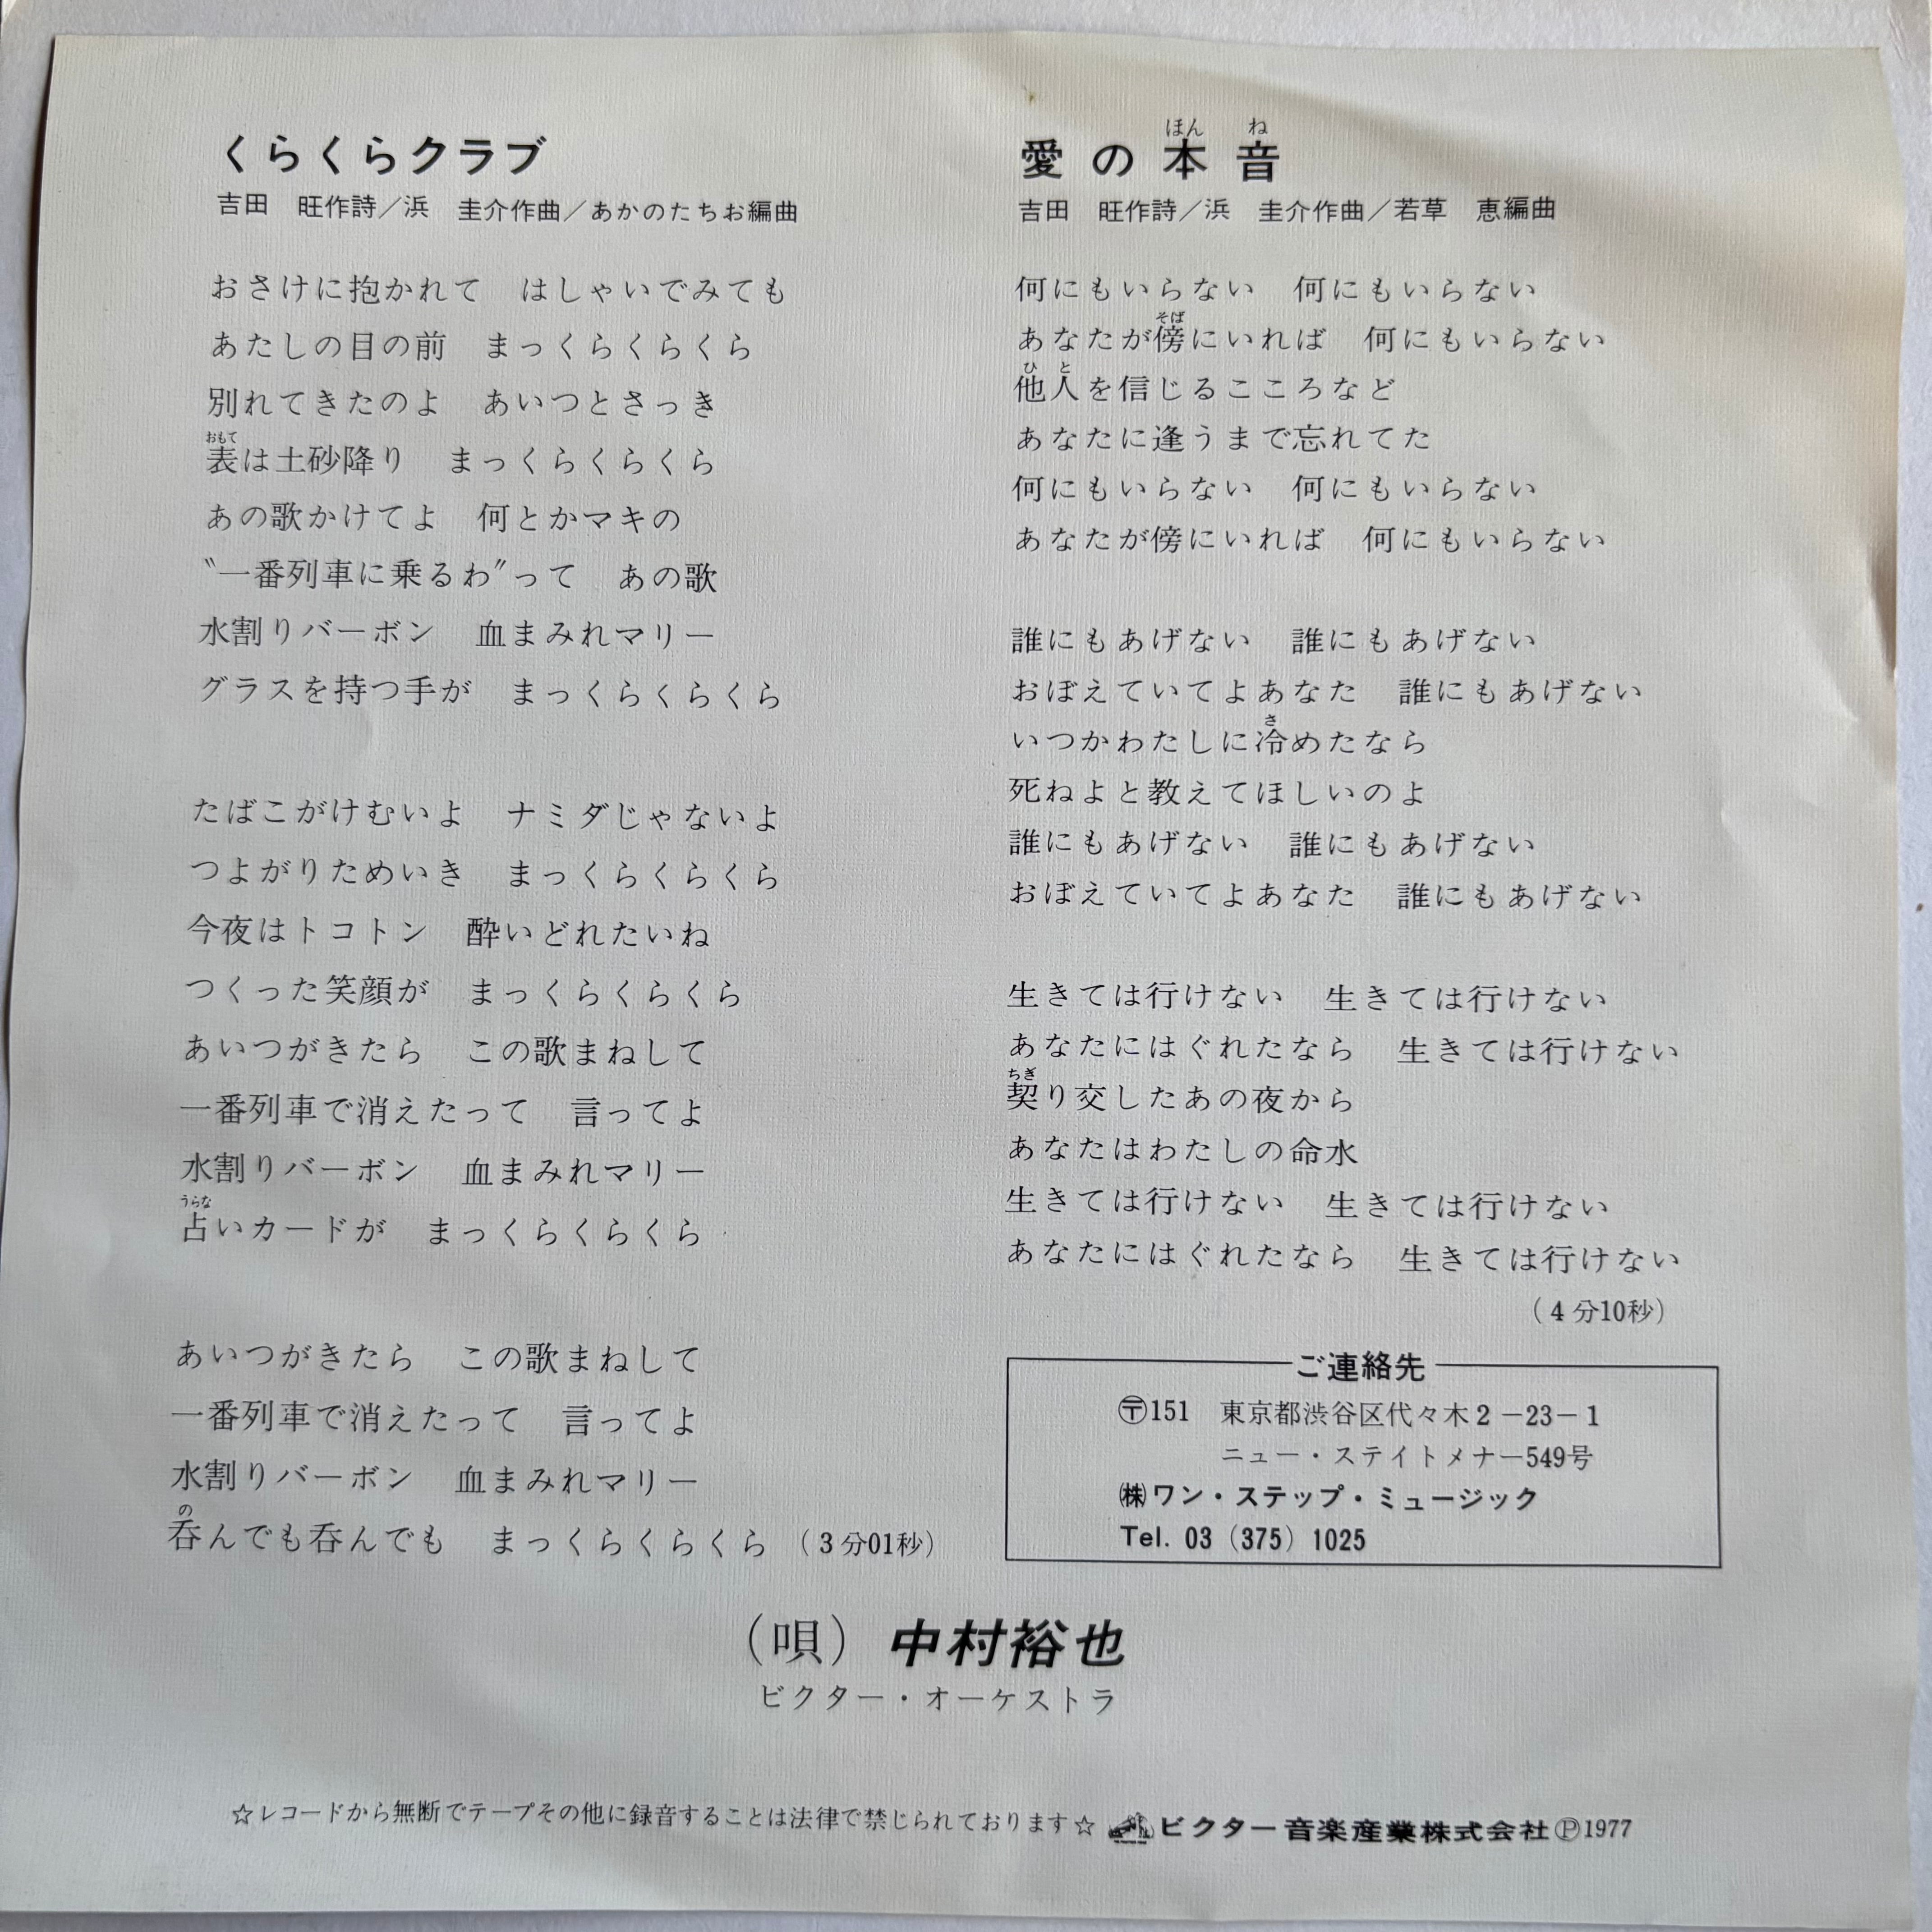 くらくらクラブ
吉田　旺作詩／浜　圭介作曲／あかのたちお編曲
おさけに抱かれて　はしゃいでみても
あたしの目の前　まっくらくらくら
別れてきたのよ　あいつとさっき
おもて
表は土砂降り　まっくらくらくら
あの歌かけてよ　何とかマキの
〝一番列車に乗るわ″って　あの歌
水割りバーボン　血まみれマリー
グラスを持つ手が　まっくらくらくら
たばこがけむいよ　ナミダじゃないよ
つよがりためいき　まっくらくらくら
今夜はトコトン　酔いどれたいね
つくった笑顔が　まっくらくらくら
あいつがきたら　この歌まねして
一番列車で消えたって　言ってよ
水割りバーボン　血まみれマリー
うらな
占いカードが　まっくらくらくら
あいつがきたら　この歌まねして
一番列車で消えたって　言ってよ
水割りバーボン　血まみれマリー
の
呑んでも呑んでも　まっくらくらくら（3分01秒）
ほん　ね
愛の本音
吉田　旺作詩／浜　圭介作曲／若草　恵編曲
何にもいらない　何にもいらない
そば
あなたが傍にいれば　何にもいらない
ひと
他人を信じるこころなど
あなたに逢うまで忘れてた
何にもいらない　何にもいらない
あなたが傍にいれば　何にもいらない
誰にもあげない　誰にもあげない
おぼえていてよあなた　誰にもあげない
さ
いつかわたしに冷めたなら
死ねよと教えてほしいのよ
誰にもあげない　誰にもあげない
おぼえていてよあなた　誰にもあげない
生きては行けない　生きては行けない
あなたにはぐれたなら　生きては行けない
ちぎ
契り交したあの夜から
あなたはわたしの命水
生きては行けない　生きては行けない
あなたにはぐれたなら　生きては行けない
（4分10秒）
ご連絡先
〶151　東京都渋谷区代々木2－23－1
ニュー・ステイトメナー549号
㈱ワン・ステップ・ミュージック
Tel. 03（375）1025
（唄）中村裕也
ビクター・オーケストラ
☆レコードから無断でテープその他に録音することは法律で禁じられております☆
ビクター音楽産業株式会社Ⓟ1977